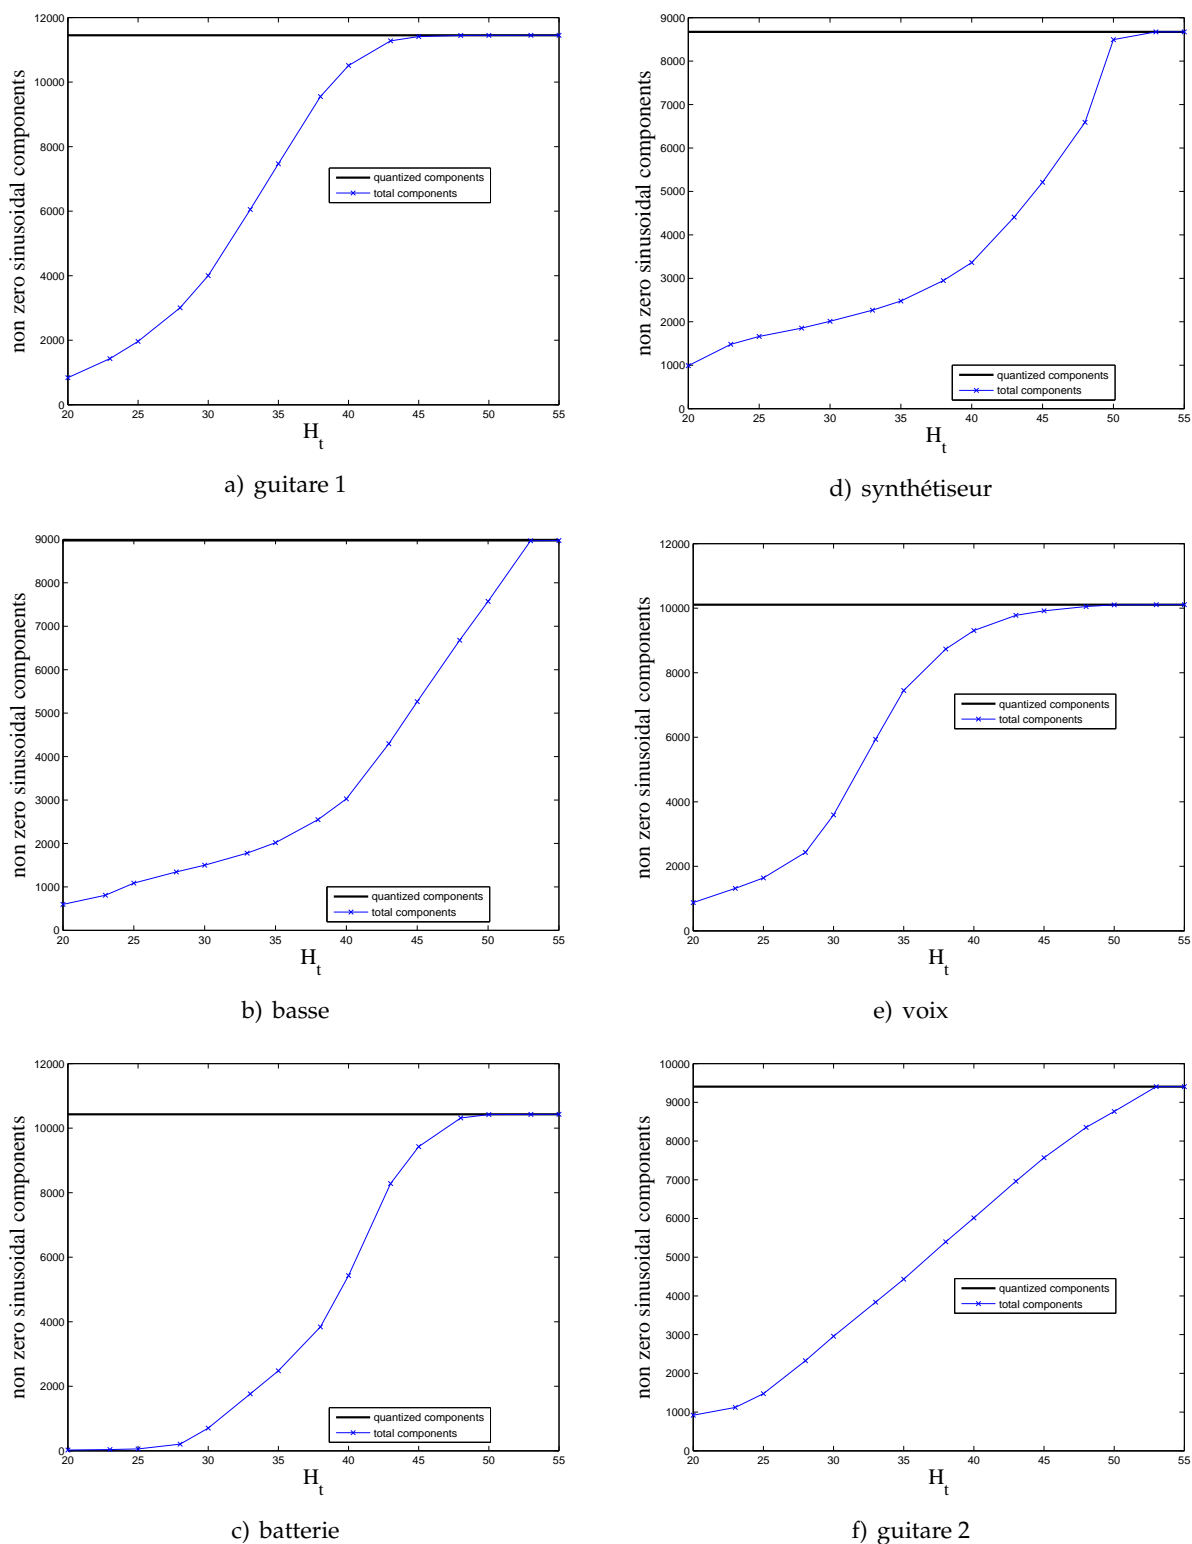 12000
10000
8000
6000
4000
2000
0
non zero sinusoidal components
quantized components
total components
20 25 30 35 40 45 50 55
H_t
a) guitare 1
9000
8000
7000
6000
5000
4000
3000
2000
1000
0
non zero sinusoidal components
quantized components
total components
20 25 30 35 40 45 50 55
H_t
d) synthétiseur
9000
8000
7000
6000
5000
4000
3000
2000
1000
0
non zero sinusoidal components
quantized components
total components
20 25 30 35 40 45 50 55
H_t
b) basse
12000
10000
8000
6000
4000
2000
0
non zero sinusoidal components
quantized components
total components
20 25 30 35 40 45 50 55
H_t
e) voix
12000
10000
8000
6000
4000
2000
0
non zero sinusoidal components
quantized components
total components
20 25 30 35 40 45 50 55
H_t
c) batterie
10000
9000
8000
7000
6000
5000
4000
3000
2000
1000
0
non zero sinusoidal components
quantized components
total components
20 25 30 35 40 45 50 55
H_t
f) guitare 2